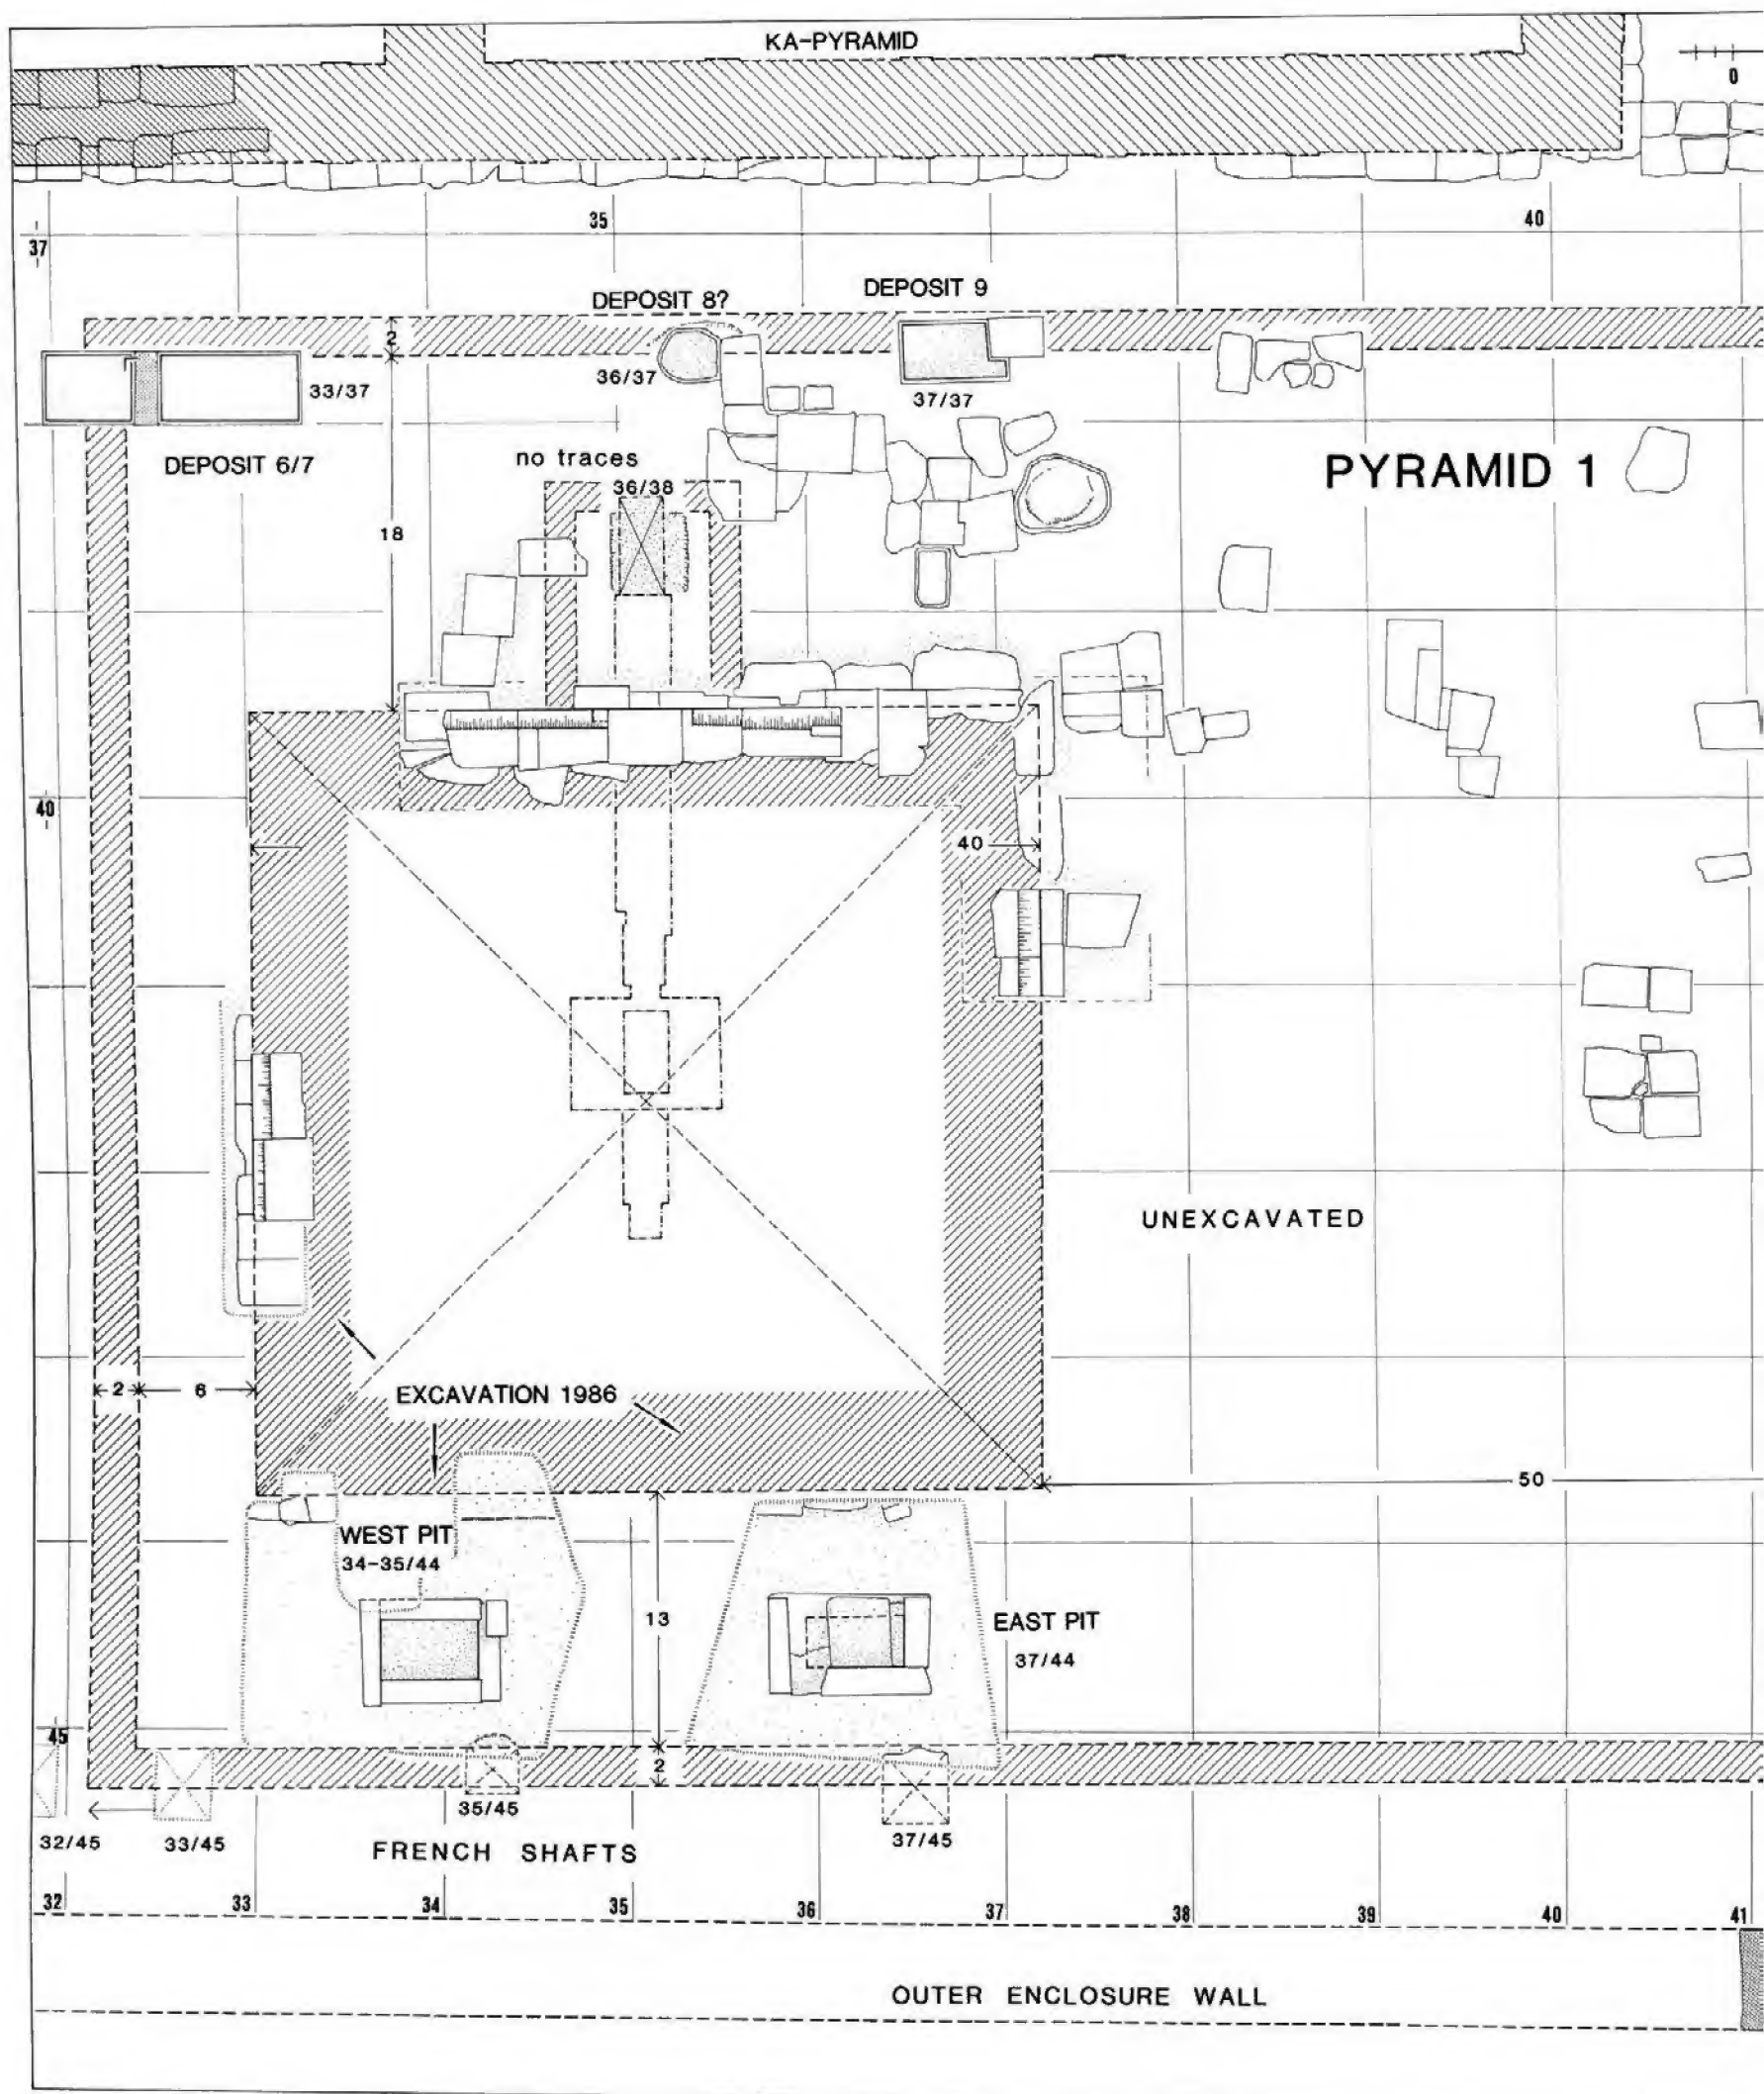 KA-PYRAMID
0
35
40
37
DEPOSIT 8?
DEPOSIT 9
2
36/37
33/37
37/37
DEPOSIT 6/7
no traces
36/38
PYRAMID 1
18
40
40
UNEXCAVATED
2
6
EXCAVATION 1986
50
WEST PIT
34-35/44
13
EAST PIT
37/44
45
2
35/45
32/45
33/45
37/45
FRENCH SHAFTS
32
33
34
35
36
37
38
39
40
41
OUTER ENCLOSURE WALL